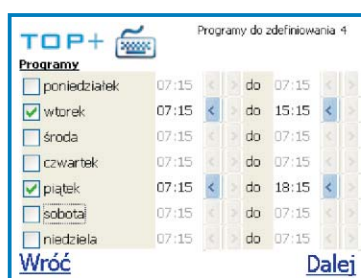 TOP+
Programy do zdefiniowania 4
Programy
poniedziałek 07:15 < > do 07:15 < >
wtorek 07:15 < > do 15:15 < >
środa 07:15 < > do 07:15 < >
czwartek 07:15 < > do 07:15 < >
piątek 07:15 < > do 18:15 < >
sobota 07:15 < > do 07:15 < >
niedziela 07:15 < > do 07:15 < >
Wróć Dalej